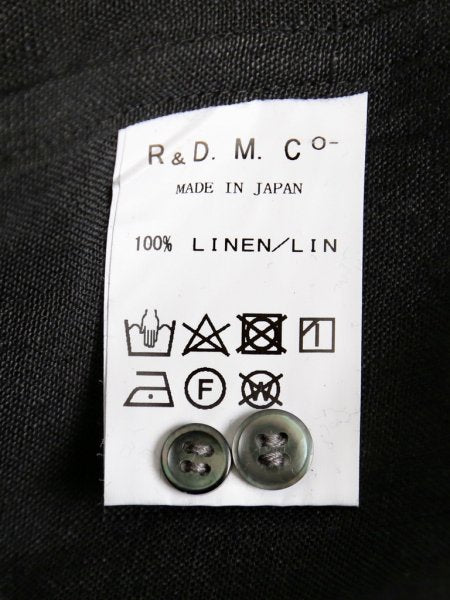 R & D. M. Co-
MADE IN JAPAN
100% LINEN/LIN
F W